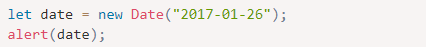 let date = new Date("2017-01-26");
alert(date);